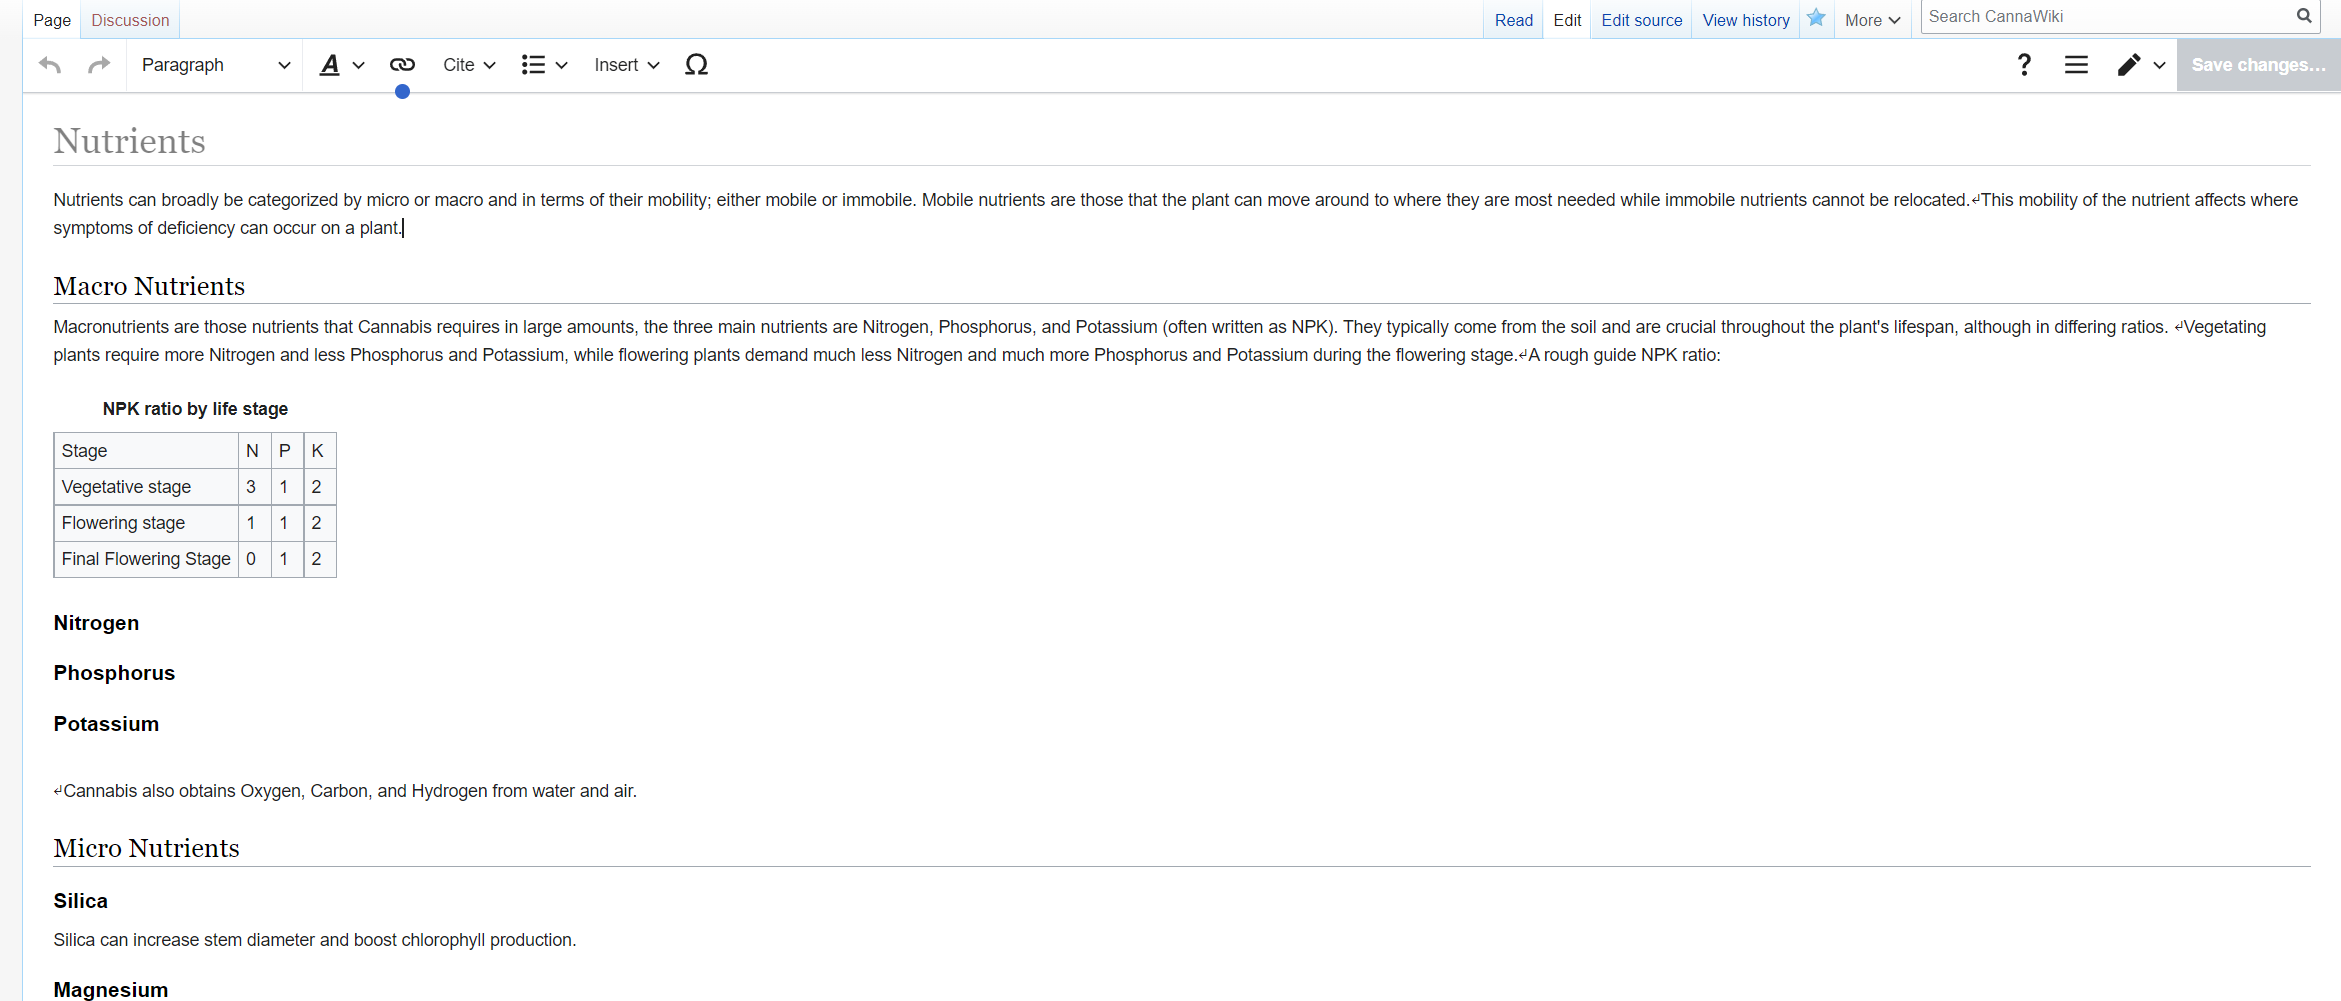 Page Discussion Read Edit Edit source View history More Search CannaWiki
Paragraph A Cite Insert Ω ? Save changes...
Nutrients
Nutrients can broadly be categorized by micro or macro and in terms of their mobility; either mobile or immobile. Mobile nutrients are those that the plant can move around to where they are most needed while immobile nutrients cannot be relocated.↵This mobility of the nutrient affects where
symptoms of deficiency can occur on a plant.
Macro Nutrients
Macronutrients are those nutrients that Cannabis requires in large amounts, the three main nutrients are Nitrogen, Phosphorus, and Potassium (often written as NPK). They typically come from the soil and are crucial throughout the plant's lifespan, although in differing ratios. ↵Vegetating
plants require more Nitrogen and less Phosphorus and Potassium, while flowering plants demand much less Nitrogen and much more Phosphorus and Potassium during the flowering stage.↵A rough guide NPK ratio:
NPK ratio by life stage
Stage N P K
Vegetative stage 3 1 2
Flowering stage 1 1 2
Final Flowering Stage 0 1 2
Nitrogen
Phosphorus
Potassium
↵Cannabis also obtains Oxygen, Carbon, and Hydrogen from water and air.
Micro Nutrients
Silica
Silica can increase stem diameter and boost chlorophyll production.
Magnesium